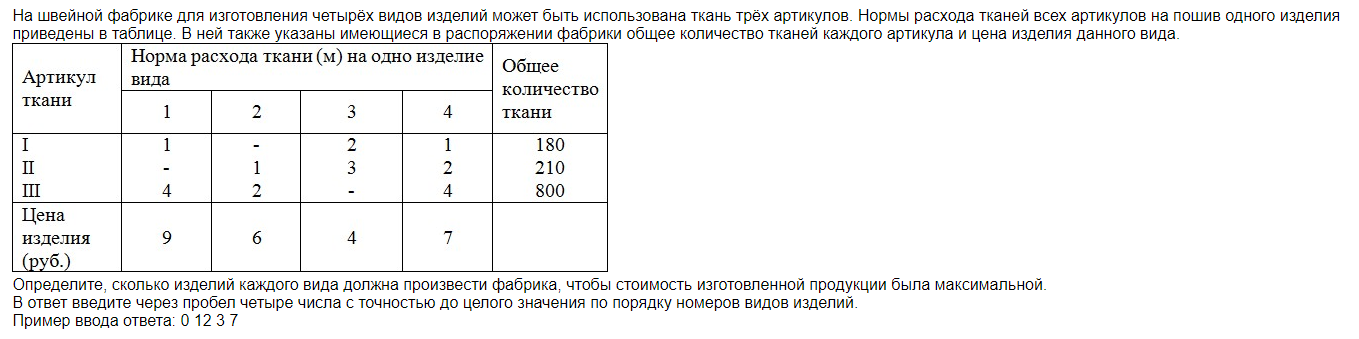 На швейной фабрике для изготовления четырёх видов изделий может быть использована ткань трёх артикулов. Нормы расхода тканей всех артикулов на пошив одного изделия
приведены в таблице. В ней также указаны имеющиеся в распоряжении фабрики общее количество тканей каждого артикула и цена изделия данного вида.
Артикул ткани | Норма расхода ткани (м) на одно изделие вида | Общее количество ткани
1 2 3 4
I 1 - 2 1 180
II - 1 3 2 210
III 4 2 - 4 800
Цена изделия (руб.) 9 6 4 7
Определите, сколько изделий каждого вида должна произвести фабрика, чтобы стоимость изготовленной продукции была максимальной.
В ответ введите через пробел четыре числа с точностью до целого значения по порядку номеров видов изделий.
Пример ввода ответа: 0 12 3 7